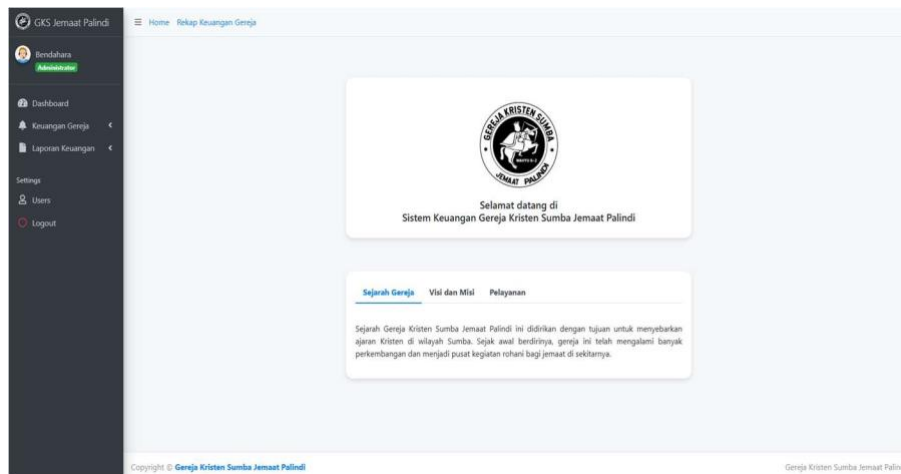 GKS Jemaat Palindi
Home Rekap Keuangan Gereja
Bendahara
Administrator
Dashboard
Keuangan Gereja
Laporan Keuangan
Settings
Users
Logout
GEREJA KRISTEN SUMBA
JEMAAT PALINDI
Selamat datang di
Sistem Keuangan Gereja Kristen Sumba Jemaat Palindi
Sejarah Gereja Visi dan Misi Pelayanan
Sejarah Gereja Kristen Sumba Jemaat Palindi ini didirikan dengan tujuan untuk menyebarkan
ajaran Kristen di wilayah Sumba. Sejak awal berdirinya, gereja ini telah mengalami banyak
perkembangan dan menjadi pusat kegiatan rohani bagi jemaat di sekitarnya.
Copyright © Gereja Kristen Sumba Jemaat Palindi
Gereja Kristen Sumba Jemaat Palin